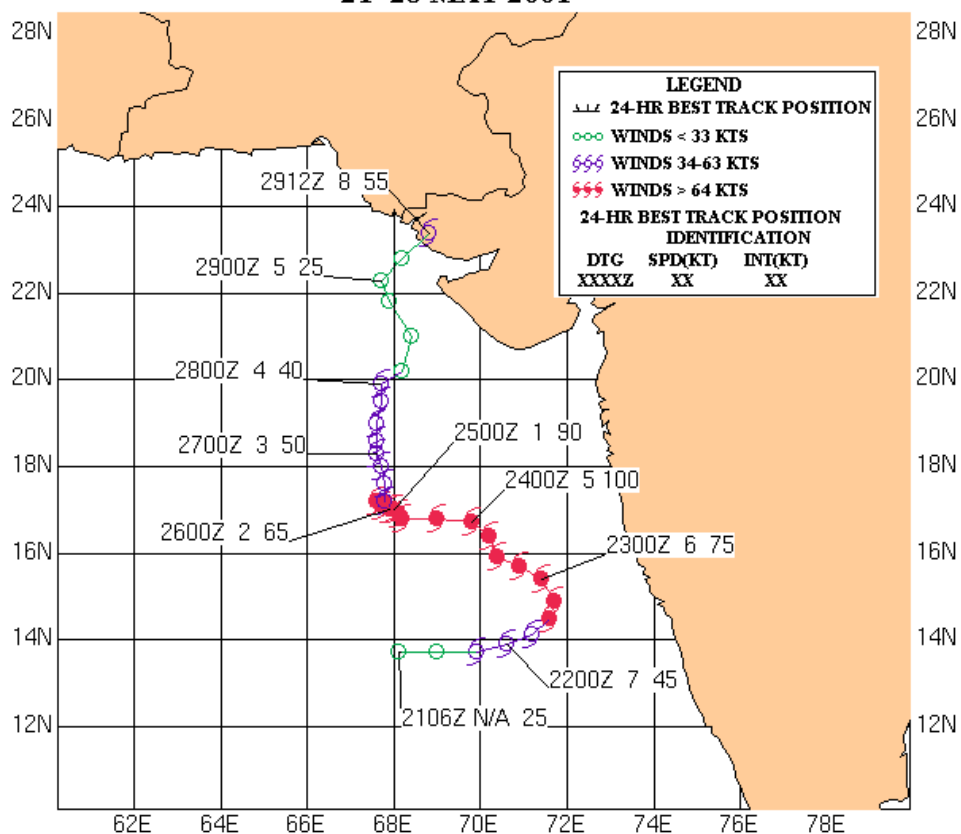 28N 28N
LEGEND
24-HR BEST TRACK POSITION
26N 26N
WINDS < 33 KTS
WINDS 34-63 KTS
2912Z 8 55
WINDS > 64 KTS
24N 24N
24-HR BEST TRACK POSITION
IDENTIFICATION
DTG SPD(KT) INT(KT)
XXXXZ XX XX
2900Z 5 25
22N 22N
2800Z 4 40
20N 20N
2500Z 1 90
2700Z 3 50
18N 18N
2400Z 5 100
2600Z 2 65
2300Z 6 75
16N 16N
14N 14N
2200Z 7 45
2106Z N/A 25
12N 12N
62E 64E 66E 68E 70E 72E 74E 76E 78E